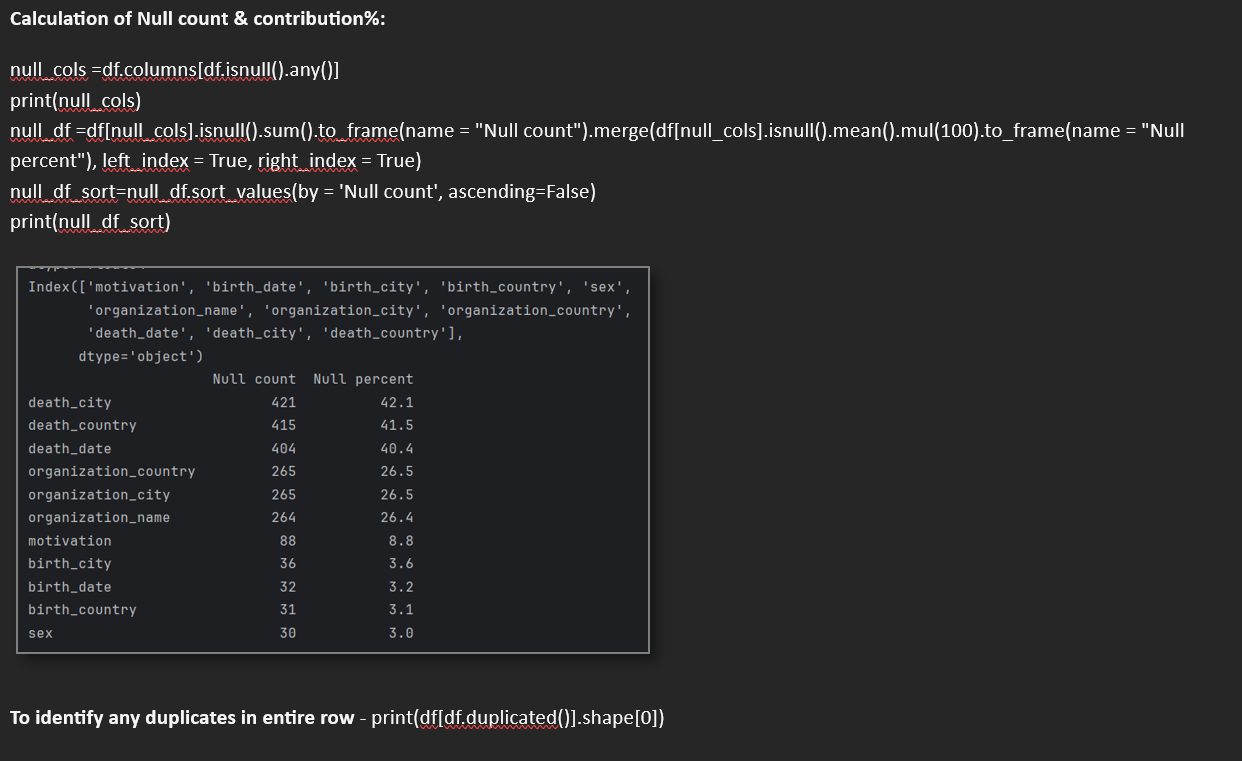 Calculation of Null count & contribution%:
null_cols =df.columns[df.isnull().any()]
print(null_cols)
null_df =df[null_cols].isnull().sum().to_frame(name = "Null count").merge(df[null_cols].isnull().mean().mul(100).to_frame(name = "Null
percent"), left_index = True, right_index = True)
null_df_sort=null_df.sort_values(by = 'Null count', ascending=False)
print(null_df_sort)
Index(['motivation', 'birth_date', 'birth_city', 'birth_country', 'sex',
'organization_name', 'organization_city', 'organization_country',
'death_date', 'death_city', 'death_country'],
dtype='object')
Null count Null percent
death_city 421 42.1
death_country 415 41.5
death_date 404 40.4
organization_country 265 26.5
organization_city 265 26.5
organization_name 264 26.4
motivation 88 8.8
birth_city 36 3.6
birth_date 32 3.2
birth_country 31 3.1
sex 30 3.0
To identify any duplicates in entire row - print(df[df.duplicated()].shape[0])